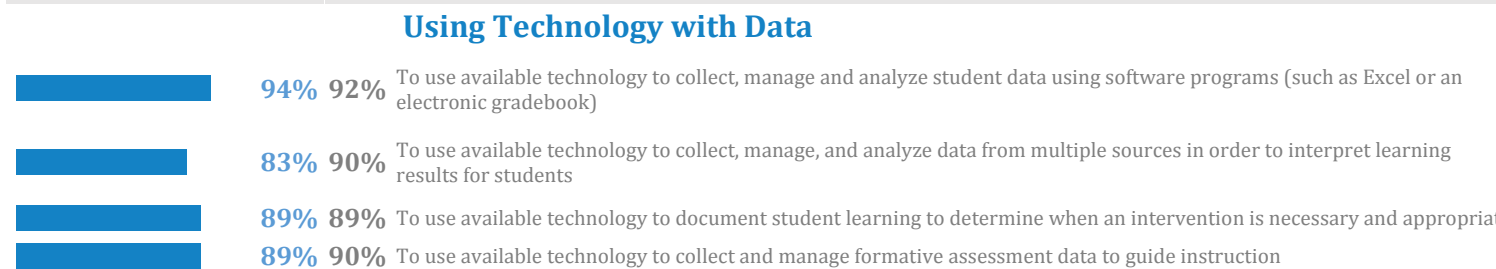 Using Technology with Data
94% 92% To use available technology to collect, manage and analyze student data using software programs (such as Excel or an
electronic gradebook)
83% 90% To use available technology to collect, manage, and analyze data from multiple sources in order to interpret learning
results for students
89% 89% To use available technology to document student learning to determine when an intervention is necessary and appropriat
89% 90% To use available technology to collect and manage formative assessment data to guide instruction